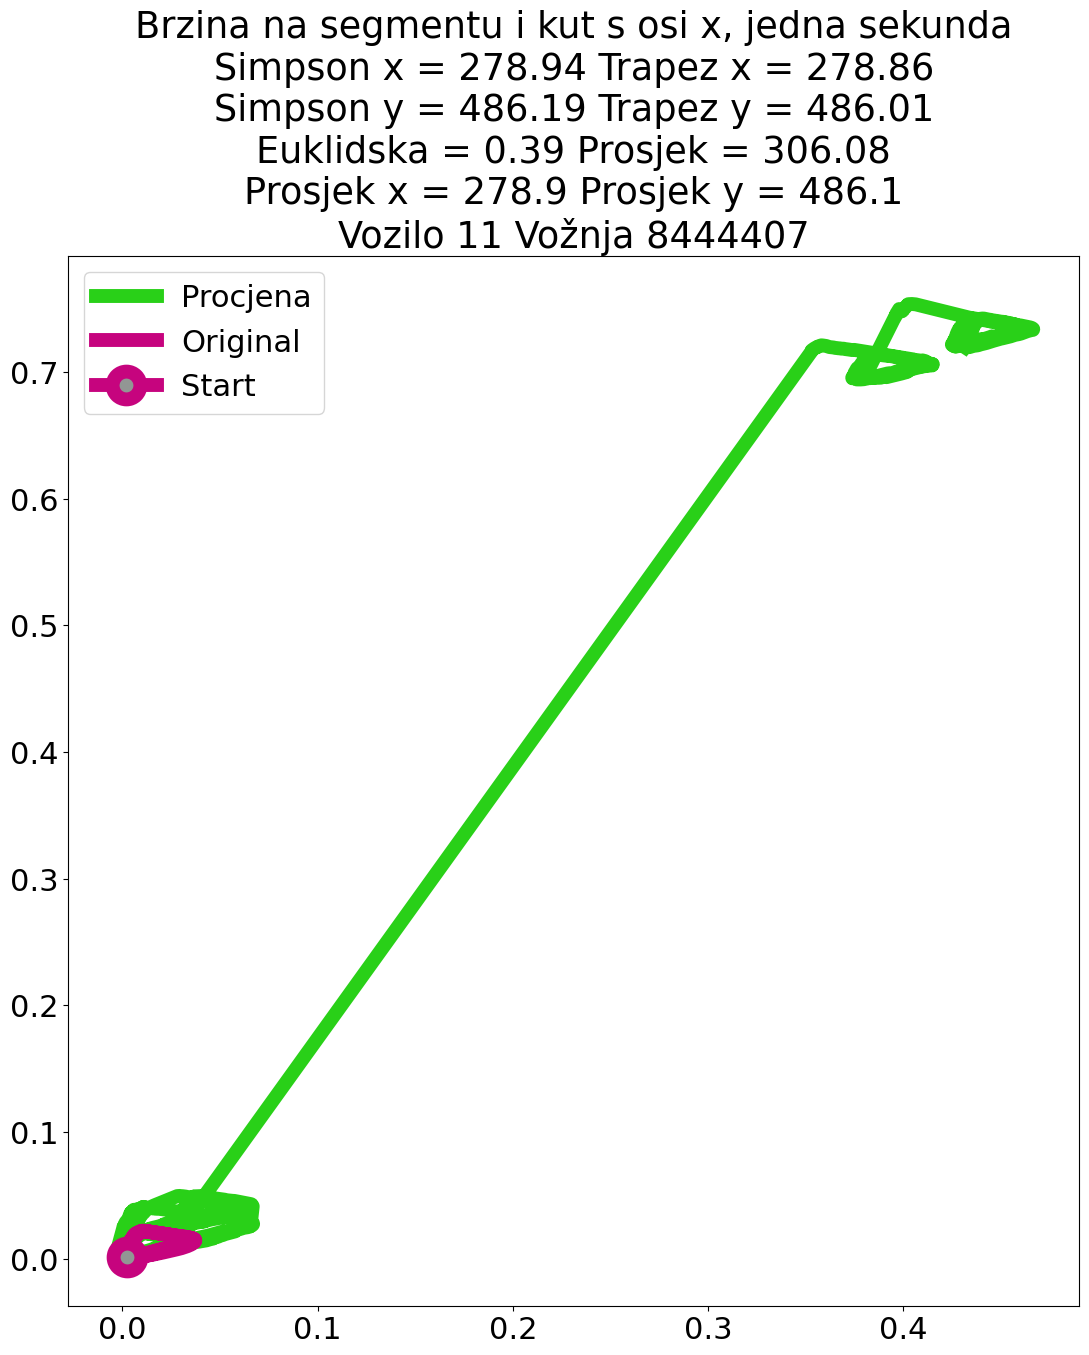 Brzina na segmentu i kut s osi x, jedna sekunda
Simpson x = 278.94 Trapez x = 278.86
Simpson y = 486.19 Trapez y = 486.01
Euklidska = 0.39 Prosjek = 306.08
Prosjek x = 278.9 Prosjek y = 486.1
Vozilo 11 Vožnja 8444407
Procjena
Original
Start
0.7
0.6
0.5
0.4
0.3
0.2
0.1
0.0
0.0 0.1 0.2 0.3 0.4